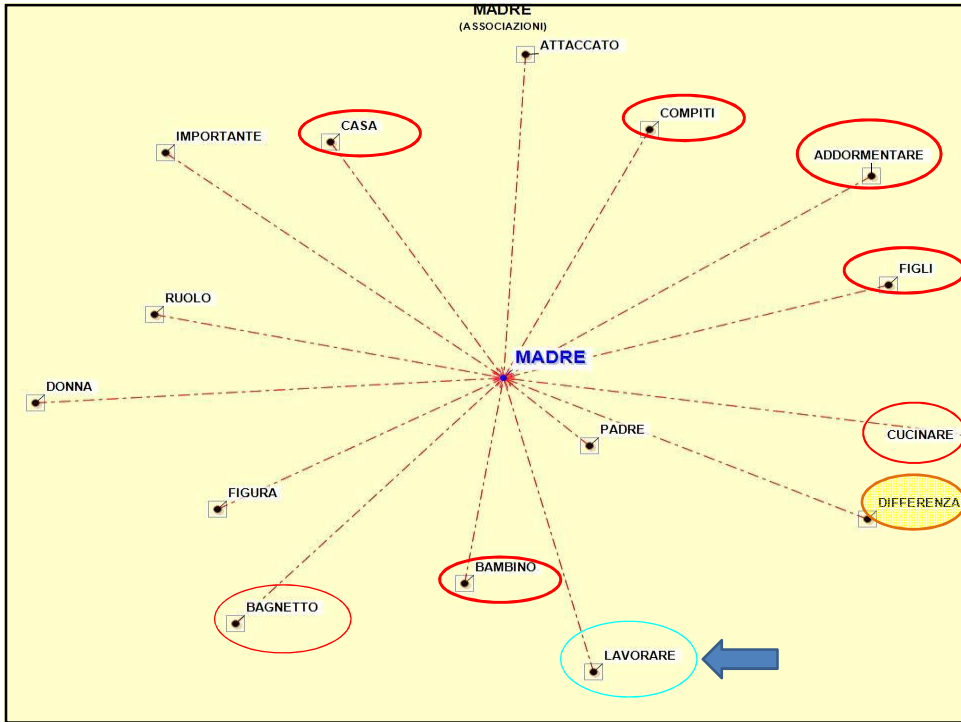 MADRE
(ASSOCIAZIONI)
ATTACCATO
COMPITI
CASA
IMPORTANTE
ADDORMENTARE
FIGLI
RUOLO
MADRE
DONNA
PADRE
CUCINARE
FIGURA
DIFFERENZA
BAMBINO
BAGNETTO
LAVORARE